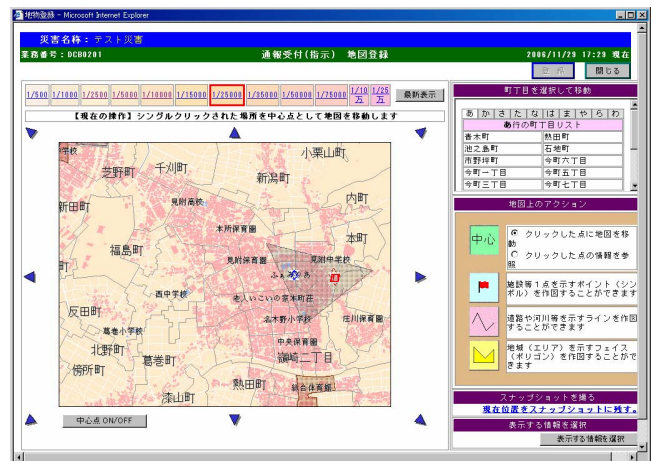 地物登録 - Microsoft Internet Explorer
災害名称：テスト災害
業務番号：DCB0201 通報受付(指示) 地図登録 2006/11/29 17:29 現在
登録 閉じる
1/500 1/1000 1/2500 1/5000 1/10000 1/15000 1/25000 1/35000 1/50000 1/75000 1/10万 1/25万 最新表示
【現在の操作】シングルクリックされた場所を中心点として地図を移動します
町丁目を選択して移動
あ か さ た な は ま や ら わ
あ行の町丁目リスト
青木町 熱田町
池之島町 石地町
市野坪町 今町六丁目
今町一丁目 今町五丁目
今町三丁目 今町七丁目
学校
芝野町
千刈町
小栗山町
新潟町
新田町
見附高校
内町
本所保育園
本町
福島町
見附保育園
見附中学校
町
西中学校
老人いこいの家本町荘
反田町
葛巻小学校
名木野小学校
庄川保育園
北野町
中央保育園
葛巻町
嶺崎二丁目
傍所町
熱田町
総合体育館
漆山町
中心点 ON/OFF
地図上のアクション
中心
クリックした点に地図を移動
クリックした点の情報を参照
施設等１点を示すポイント（シンボル）を作図することができます
道路や河川等を示すラインを作図することができます
地域（エリア）を示すフェイス（ポリゴン）を作図することができます
スナップショットを撮る
現在位置をスナップショットに残す。
表示する情報を選択
表示する情報を選択